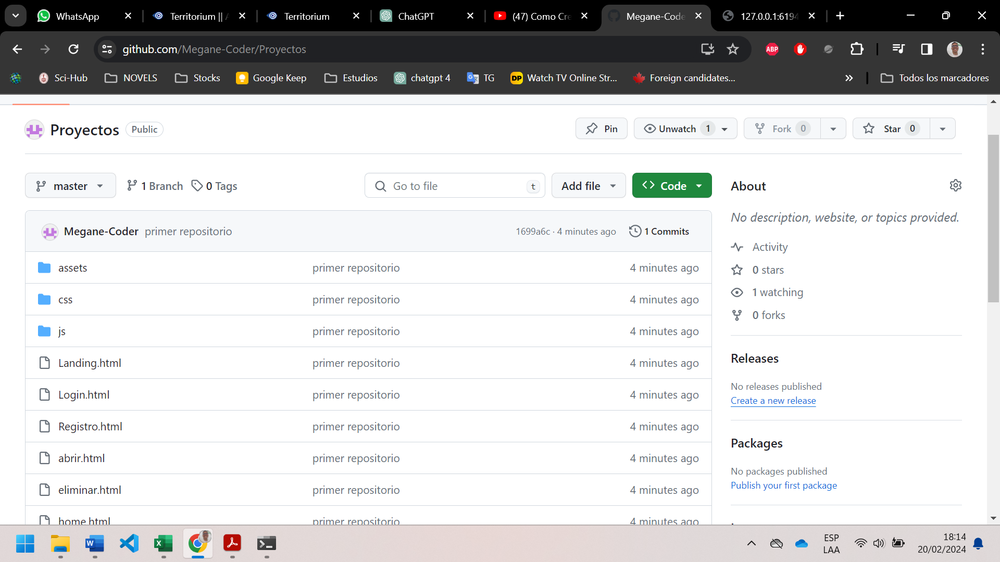 WhatsApp
Territorium || A
Territorium
ChatGPT
(47) Como Cre
Megane-Code
127.0.0.1:6194
github.com/Megane-Coder/Proyectos
ABP
Sci-Hub
NOVELS
Stocks
Google Keep
Estudios
chatgpt 4
TG
DP Watch TV Online Str...
Foreign candidates...
Todos los marcadores
Proyectos
Public
Pin
Unwatch 1
Fork 0
Star 0
master
1 Branch
0 Tags
Go to file
t
Add file
Code
About
No description, website, or topics provided.
Megane-Coder primer repositorio
1699a6c · 4 minutes ago
1 Commits
Activity
assets primer repositorio 4 minutes ago
0 stars
css primer repositorio 4 minutes ago
1 watching
js primer repositorio 4 minutes ago
0 forks
Landing.html primer repositorio 4 minutes ago
Releases
Login.html primer repositorio 4 minutes ago
No releases published
Create a new release
Registro.html primer repositorio 4 minutes ago
Packages
abrir.html primer repositorio 4 minutes ago
No packages published
Publish your first package
eliminar.html primer repositorio 4 minutes ago
home.html primer repositorio 4 minutes ago
ESP
LAA
18:14
20/02/2024